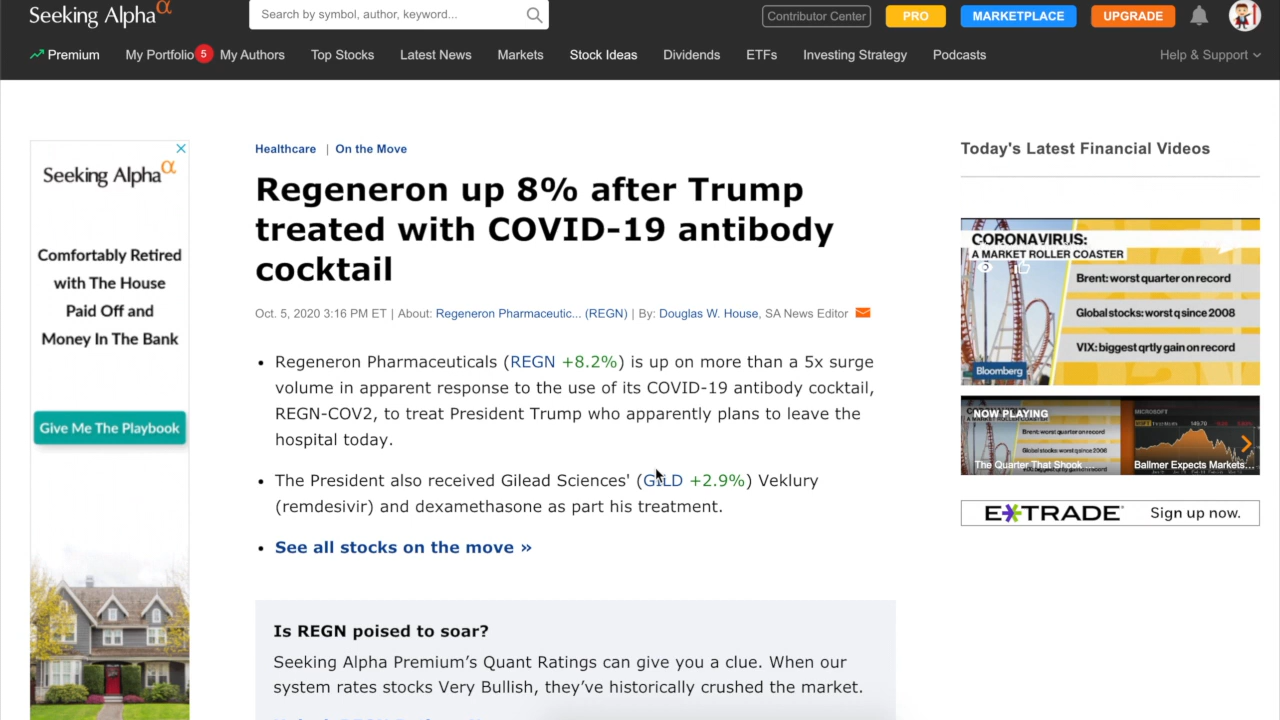 Seeking Alpha α
Search by symbol, author, keyword...
Contributor Center
PRO
MARKETPLACE
UPGRADE
Premium
My Portfolio 5
My Authors
Top Stocks
Latest News
Markets
Stock Ideas
Dividends
ETFs
Investing Strategy
Podcasts
Help & Support
Seeking Alpha α
Comfortably Retired
with The House
Paid Off and
Money In The Bank
Give Me The Playbook
Healthcare | On the Move
Regeneron up 8% after Trump
treated with COVID-19 antibody
cocktail
Oct. 5, 2020 3:16 PM ET | About: Regeneron Pharmaceutic... (REGN) | By: Douglas W. House, SA News Editor
• Regeneron Pharmaceuticals (REGN +8.2%) is up on more than a 5x surge
volume in apparent response to the use of its COVID-19 antibody cocktail,
REGN-COV2, to treat President Trump who apparently plans to leave the
hospital today.
• The President also received Gilead Sciences' (GILD +2.9%) Veklury
(remdesivir) and dexamethasone as part his treatment.
• See all stocks on the move »
Is REGN poised to soar?
Seeking Alpha Premium's Quant Ratings can give you a clue. When our
system rates stocks Very Bullish, they've historically crushed the market.
Today's Latest Financial Videos
CORONAVIRUS:
A MARKET ROLLER COASTER
Brent: worst quarter on record
Global stocks: worst q since 2008
VIX: biggest qrtly gain on record
Bloomberg
NOW PLAYING
Brent: worst quarter on record
Global stocks: worst q since 2008
The Quarter That Shook ...
MICROSOFT
Ballmer Expects Markets...
E*TRADE Sign up now.